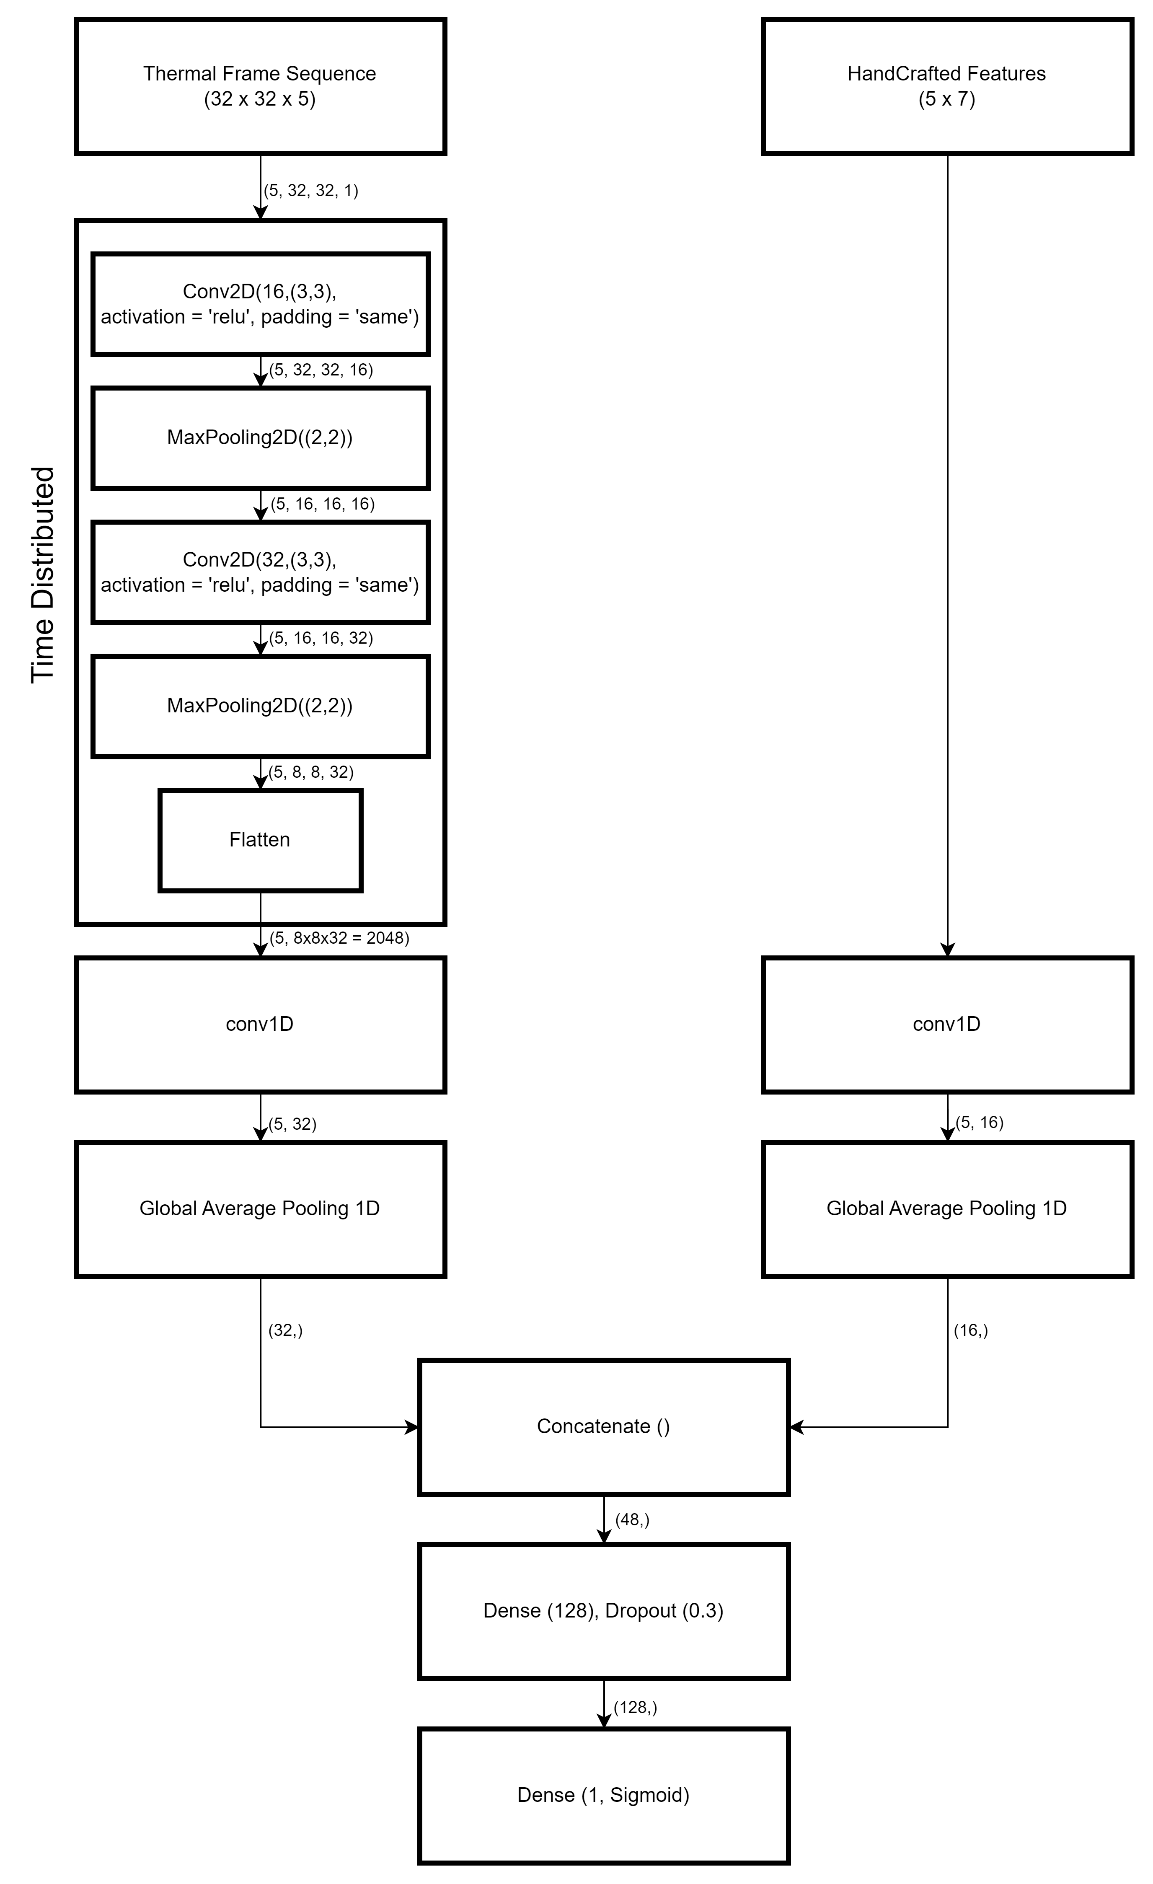 Thermal Frame Sequence
(32 x 32 x 5)
HandCrafted Features
(5 x 7)
(5, 32, 32, 1)
Time Distributed
Conv2D(16,(3,3),
activation = 'relu', padding = 'same')
(5, 32, 32, 16)
MaxPooling2D((2,2))
(5, 16, 16, 16)
Conv2D(32,(3,3),
activation = 'relu', padding = 'same')
(5, 16, 16, 32)
MaxPooling2D((2,2))
(5, 8, 8, 32)
Flatten
(5, 8x8x32 = 2048)
conv1D
conv1D
(5, 32)
(5, 16)
Global Average Pooling 1D
Global Average Pooling 1D
(32,)
(16,)
Concatenate ()
(48,)
Dense (128), Dropout (0.3)
(128,)
Dense (1, Sigmoid)